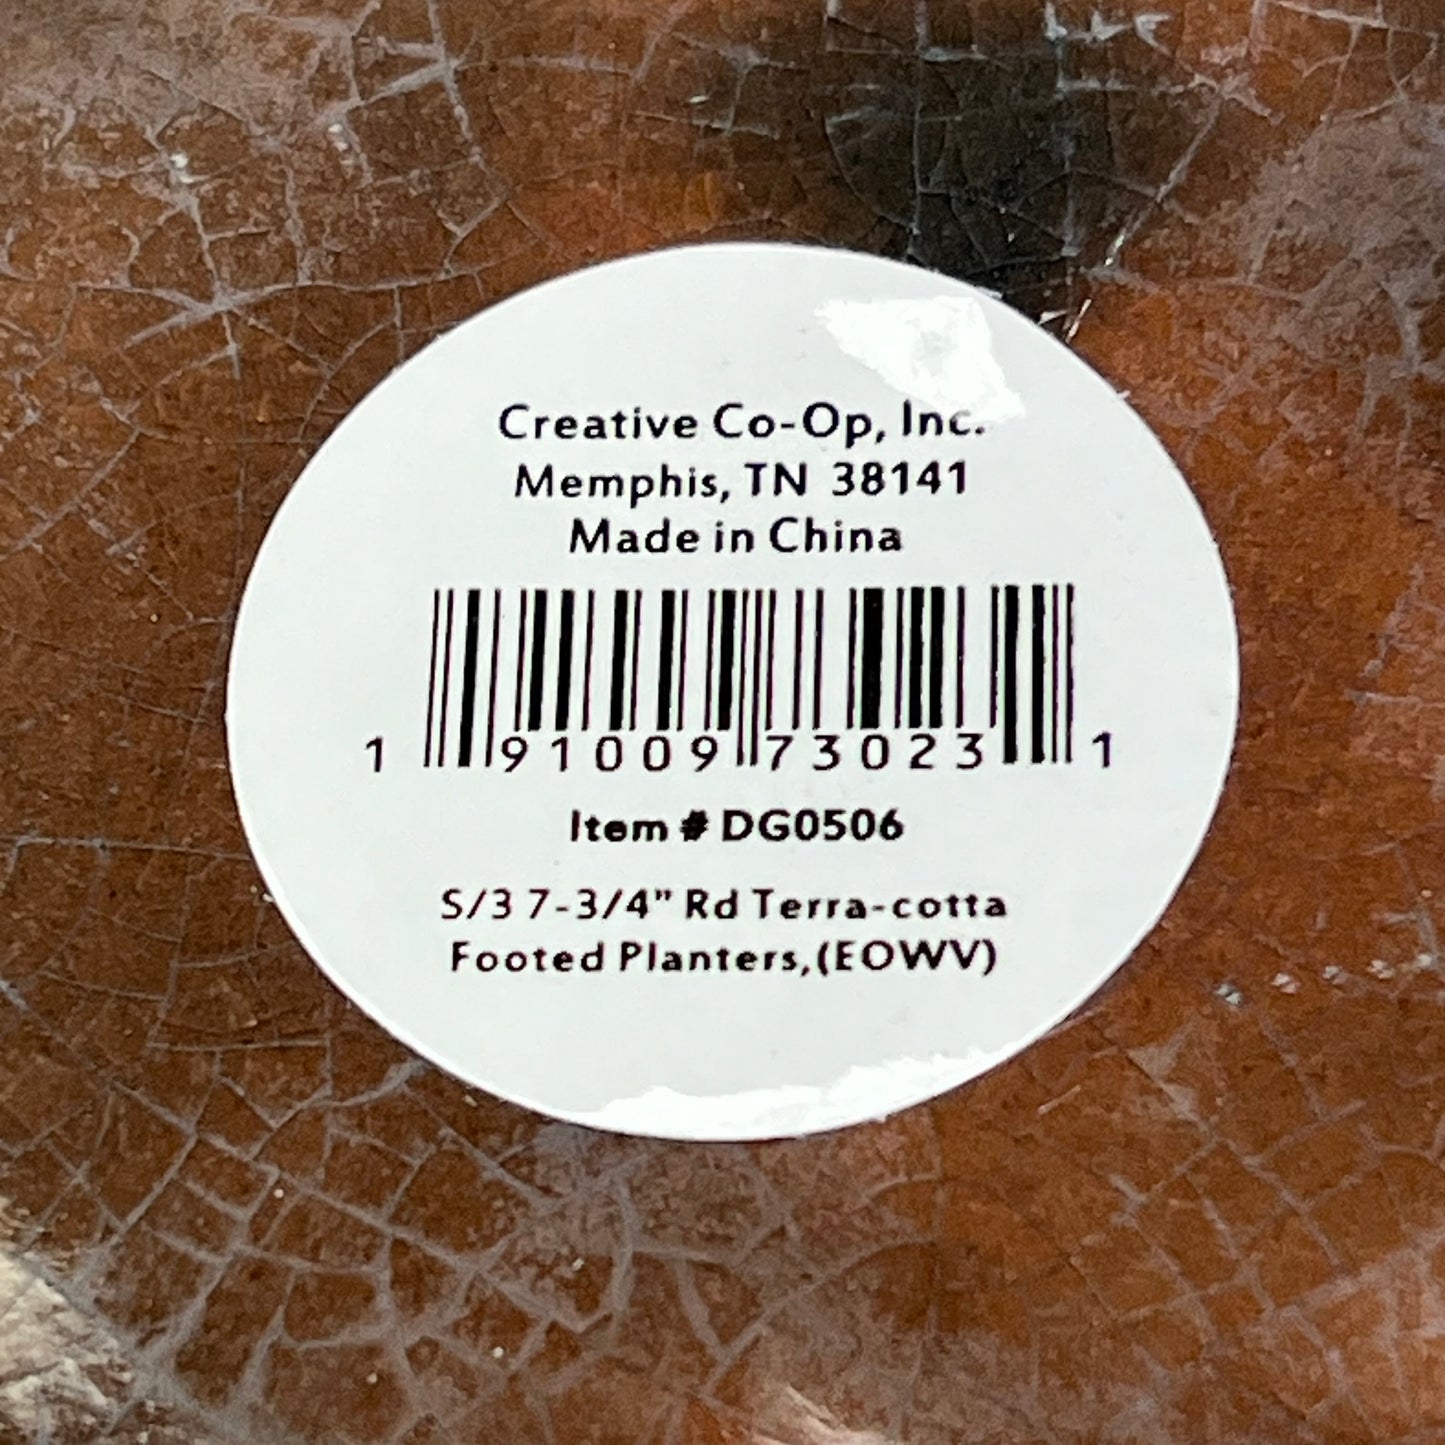 Creative Co-Op, Inc.
Memphis, TN 38141
Made in China
1 91009 73023 1
Item # DG0506
S/3 7-3/4" Rd Terra-cotta
Footed Planters,(EOWV)